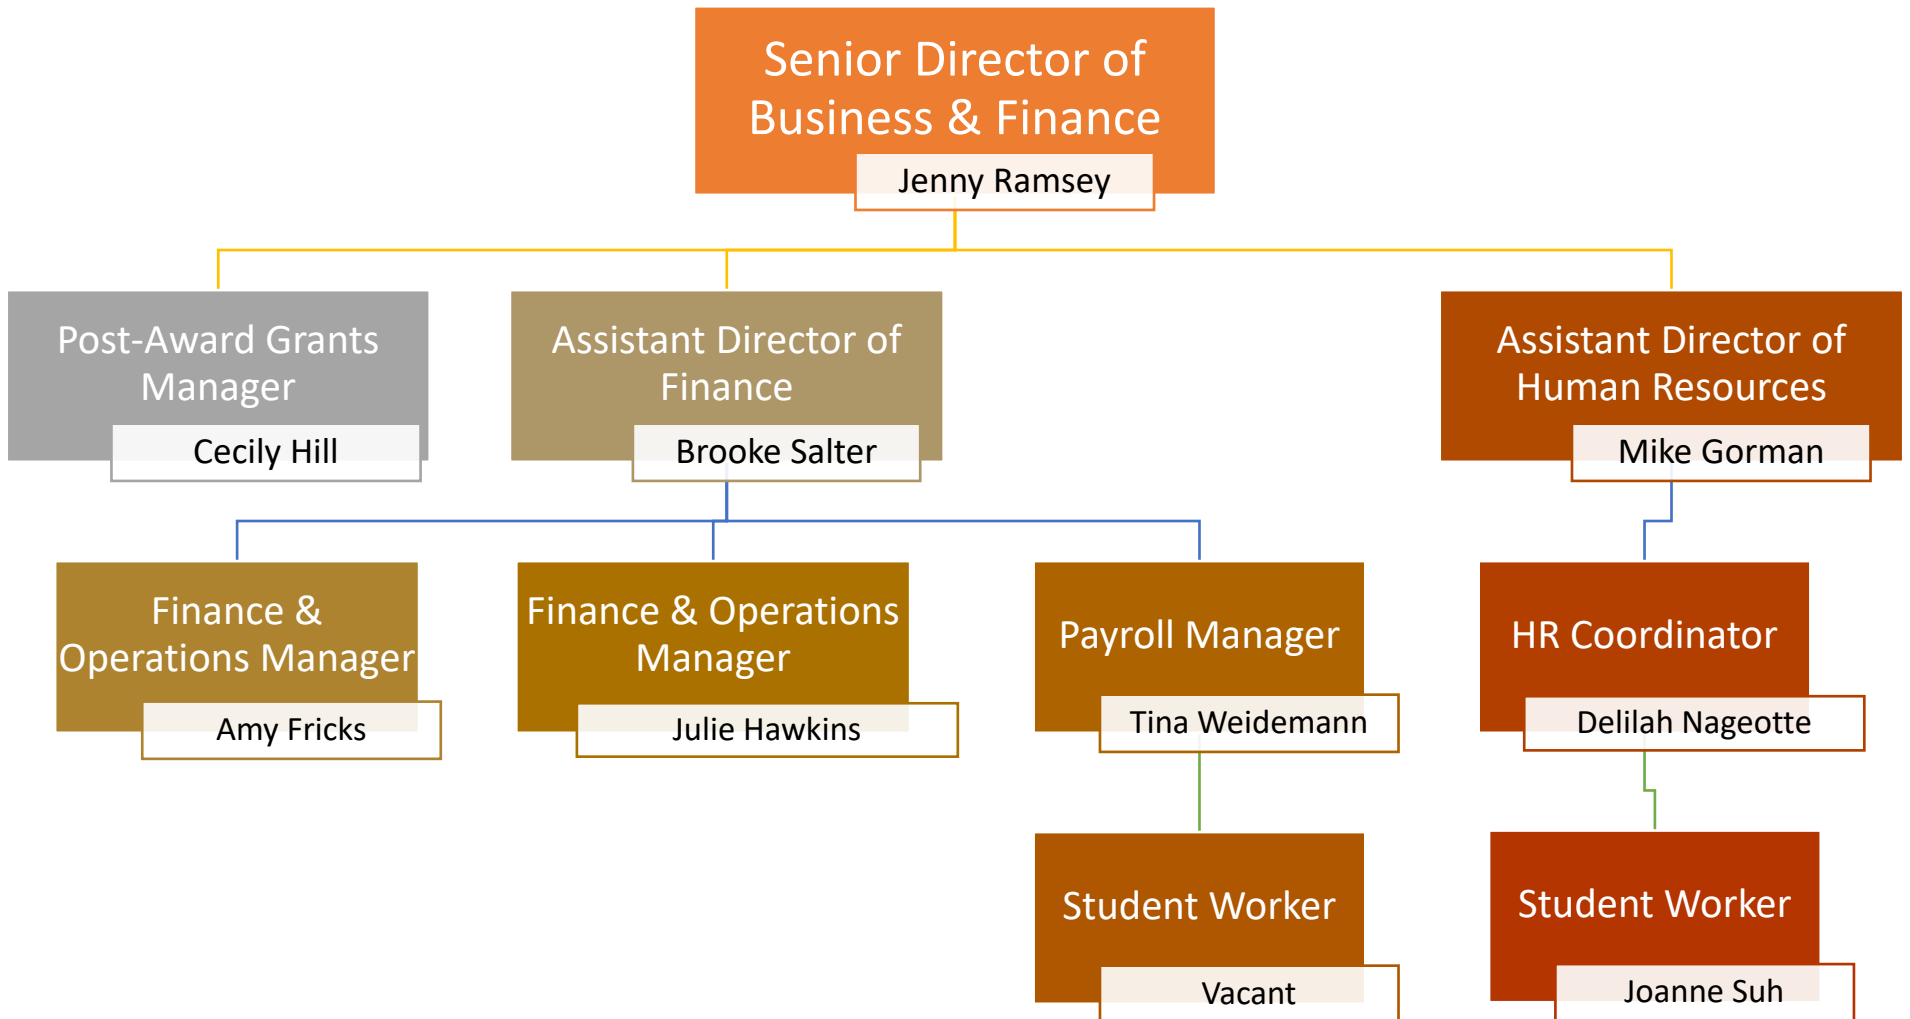 Senior Director of
Business & Finance
Jenny Ramsey
Post-Award Grants
Manager
Cecily Hill
Assistant Director of
Finance
Brooke Salter
Assistant Director of
Human Resources
Mike Gorman
Finance &
Operations Manager
Amy Fricks
Finance & Operations
Manager
Julie Hawkins
Payroll Manager
Tina Weidemann
HR Coordinator
Delilah Nageotte
Student Worker
Vacant
Student Worker
Joanne Suh